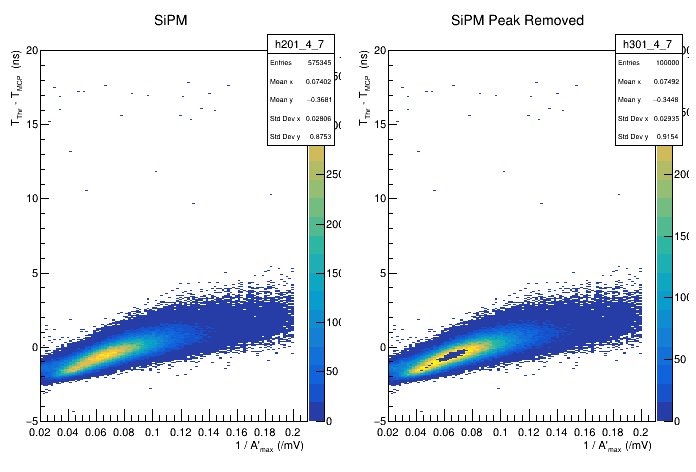 SiPM
h201_4_7
Entries 575345
Mean x 0.07402
Mean y −0.3681
Std Dev x 0.02806
Std Dev y 0.8753
T_Thr - T_MCP (ns)
20
15
10
5
0
−5
0.02 0.04 0.06 0.08 0.1 0.12 0.14 0.16 0.18 0.2
1 / A'_max (/mV)
250
200
150
100
50
0
SiPM Peak Removed
h301_4_7
Entries 100000
Mean x 0.07492
Mean y −0.3448
Std Dev x 0.02935
Std Dev y 0.9154
T_Thr - T_MCP (ns)
20
15
10
5
0
−5
0.02 0.04 0.06 0.08 0.1 0.12 0.14 0.16 0.18 0.2
1 / A'_max (/mV)